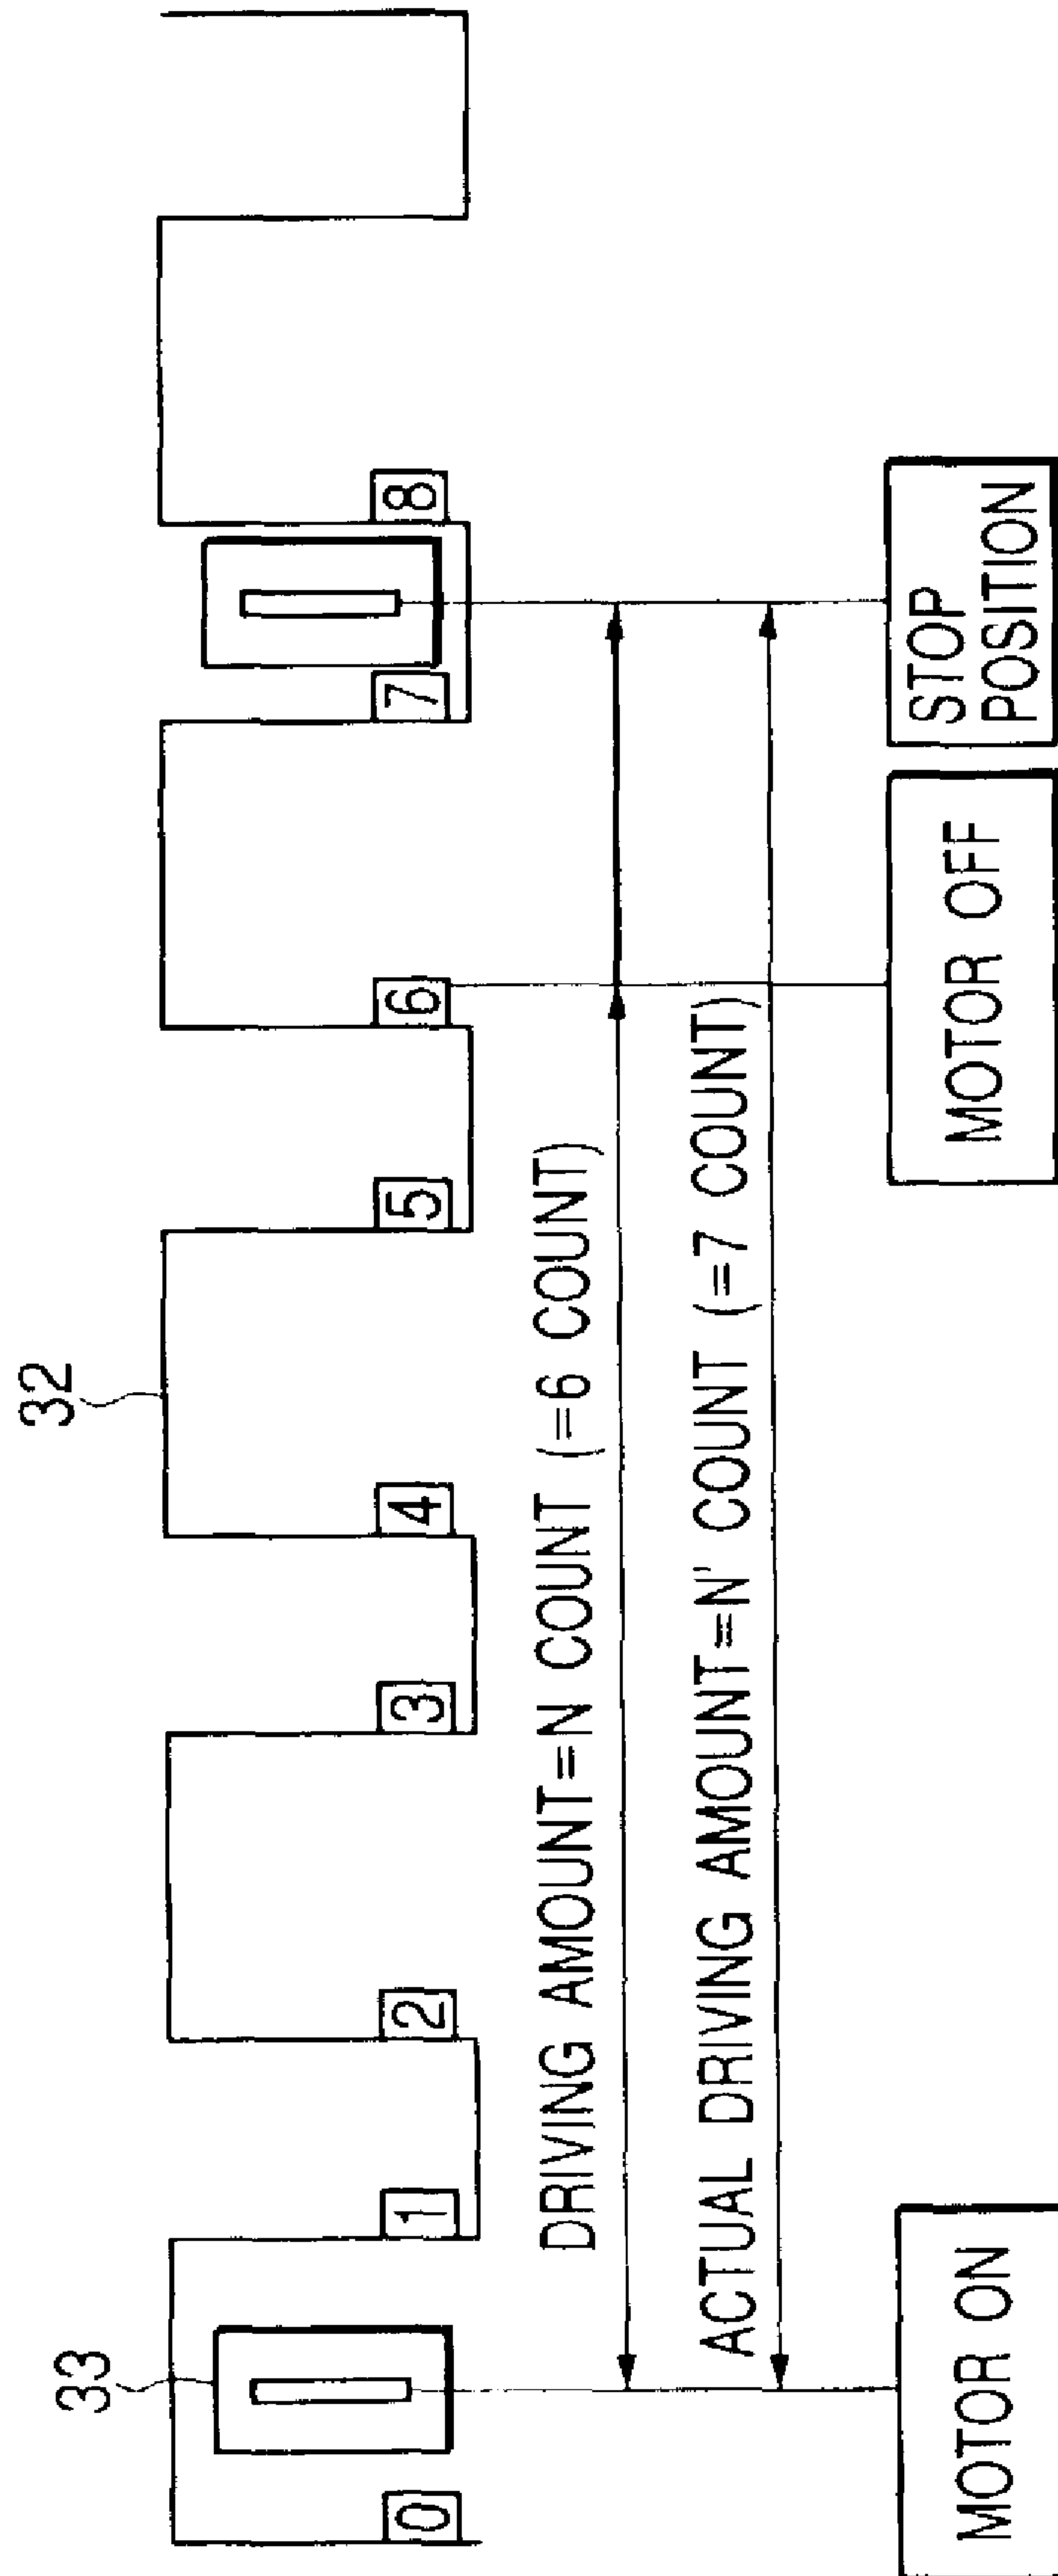 32
33
0
1
2
3
4
5
6
7
8
DRIVING AMOUNT=N COUNT (=6 COUNT)
ACTUAL DRIVING AMOUNT=N' COUNT (=7 COUNT)
MOTOR ON
MOTOR OFF
STOP
POSITION